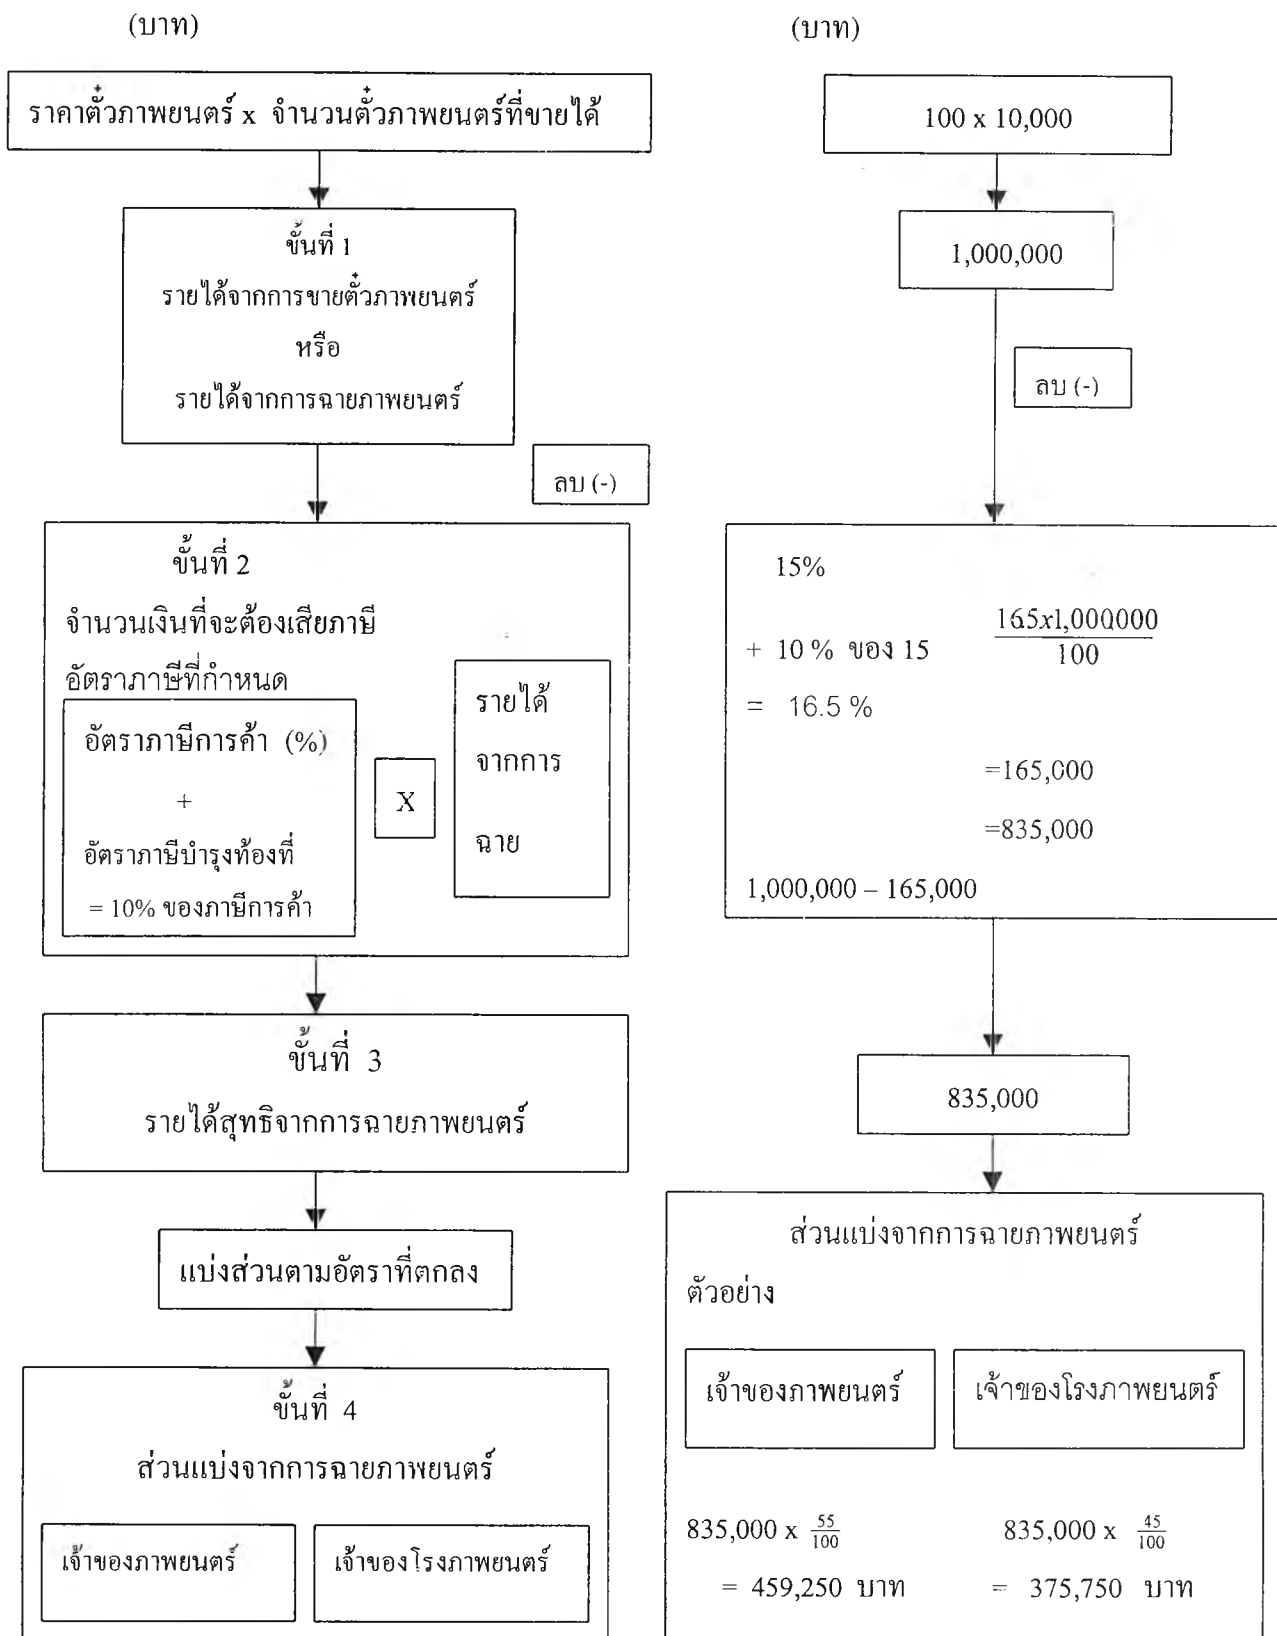 (บาท)
ราคาตั๋วภาพยนตร์ x จำนวนตั๋วภาพยนตร์ที่ขายได้
ขั้นที่ 1
รายได้จากการขายตั๋วภาพยนตร์
หรือ
รายได้จากการฉายภาพยนตร์
ลบ (-)
ขั้นที่ 2
จำนวนเงินที่จะต้องเสียภาษี
อัตราภาษีที่กำหนด
อัตราภาษีการค้า (%)
+
อัตราภาษีบำรุงท้องที่
= 10% ของภาษีการค้า
X
รายได้
จากการ
ฉาย
ขั้นที่ 3
รายได้สุทธิจากการฉายภาพยนตร์
แบ่งส่วนตามอัตราที่ตกลง
ขั้นที่ 4
ส่วนแบ่งจากการฉายภาพยนตร์
เจ้าของภาพยนตร์
เจ้าของโรงภาพยนตร์
(บาท)
100 x 10,000
1,000,000
ลบ (-)
15%
+ 10 % ของ 15
= 16.5 %
16.5x1,000000
100
=165,000
=835,000
1,000,000 – 165,000
835,000
ส่วนแบ่งจากการฉายภาพยนตร์
ตัวอย่าง
เจ้าของภาพยนตร์
เจ้าของโรงภาพยนตร์
835,000 x 55/100
= 459,250 บาท
835,000 x 45/100
= 375,750 บาท